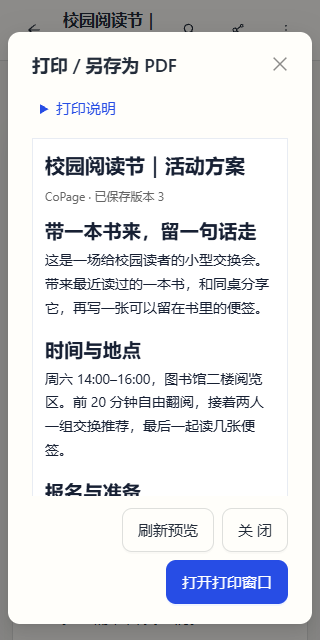 校园阅读节 |
打印 / 另存为 PDF
▶ 打印说明
校园阅读节｜活动方案
CoPage · 已保存版本 3
带一本书来，留一句话走
这是一场给校园读者的小型交换会。
带来最近读过的一本书，和同桌分享
它，再写一张可以留在书里的便签。
时间与地点
周六 14:00–16:00，图书馆二楼阅览
区。前 20 分钟自由翻阅，接着两人
一组交换推荐，最后一起读几张便
签。
报名与准备
刷新预览
关 闭
打开打印窗口